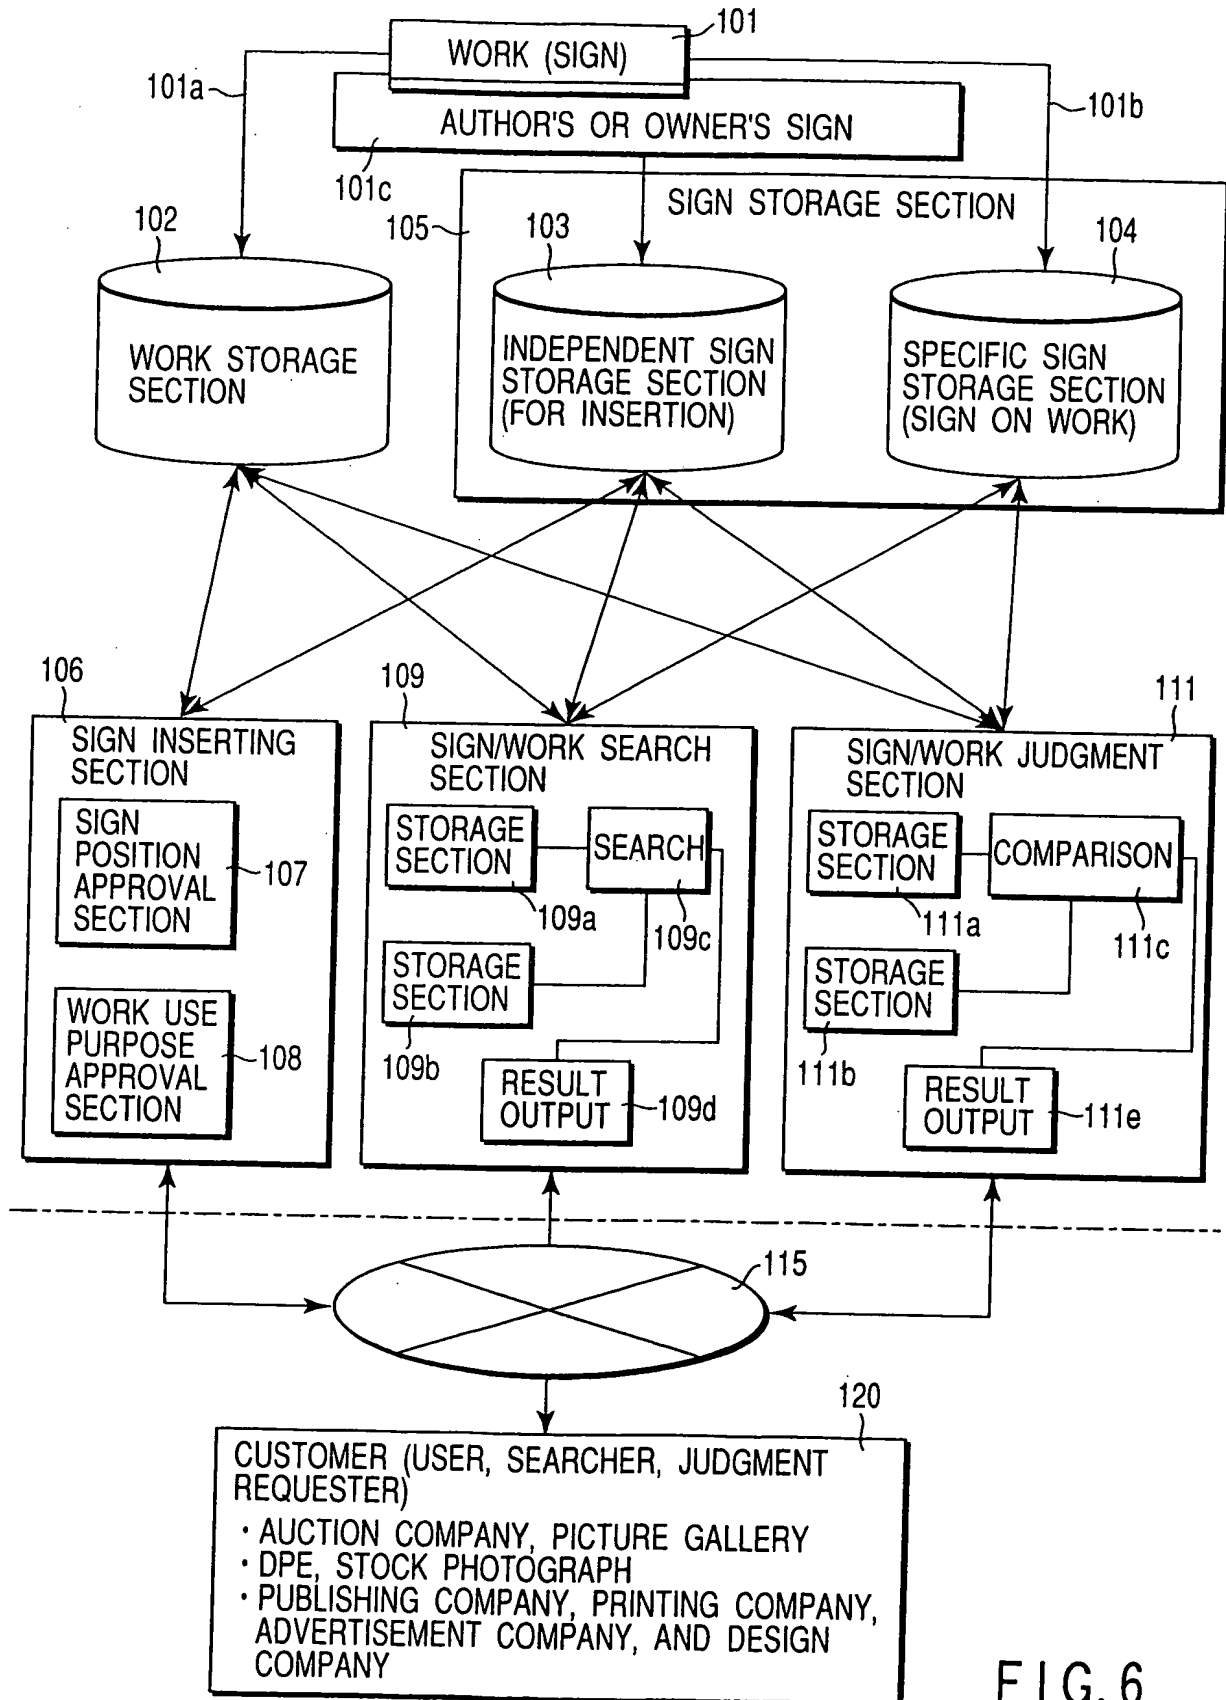 101
WORK (SIGN)
101a
101b
AUTHOR'S OR OWNER'S SIGN
101c
SIGN STORAGE SECTION
102
105
103
104
WORK STORAGE
SECTION
INDEPENDENT SIGN
STORAGE SECTION
(FOR INSERTION)
SPECIFIC SIGN
STORAGE SECTION
(SIGN ON WORK)
106
SIGN INSERTING
SECTION
SIGN
POSITION
APPROVAL
SECTION
107
WORK USE
PURPOSE
APPROVAL
SECTION
108
109
SIGN/WORK SEARCH
SECTION
STORAGE
SECTION
109a
SEARCH
109c
STORAGE
SECTION
109b
RESULT
OUTPUT
109d
111
SIGN/WORK JUDGMENT
SECTION
STORAGE
SECTION
111a
COMPARISON
111c
STORAGE
SECTION
111b
RESULT
OUTPUT
111e
115
120
CUSTOMER (USER, SEARCHER, JUDGMENT
REQUESTER)
· AUCTION COMPANY, PICTURE GALLERY
· DPE, STOCK PHOTOGRAPH
· PUBLISHING COMPANY, PRINTING COMPANY,
ADVERTISEMENT COMPANY, AND DESIGN
COMPANY
FIG. 6